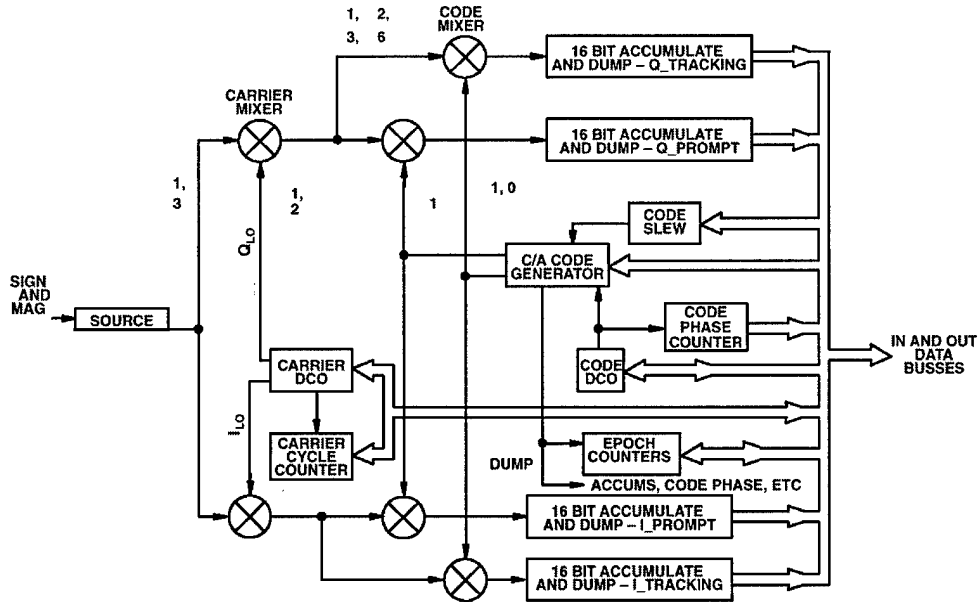 1, 2,
3, 6
CODE
MIXER
16 BIT ACCUMULATE
AND DUMP – Q_TRACKING
CARRIER
MIXER
16 BIT ACCUMULATE
AND DUMP – Q_PROMPT
1,
3
1,
2
1
1, 0
QLO
CODE
SLEW
C/A CODE
GENERATOR
SIGN
AND
MAG
SOURCE
CODE
PHASE
COUNTER
IN AND OUT
DATA
BUSSES
CARRIER
DCO
CODE
DCO
ILO
CARRIER
CYCLE
COUNTER
EPOCH
COUNTERS
DUMP
ACCUMS, CODE PHASE, ETC
16 BIT ACCUMULATE
AND DUMP – I_PROMPT
16 BIT ACCUMULATE
AND DUMP – I_TRACKING